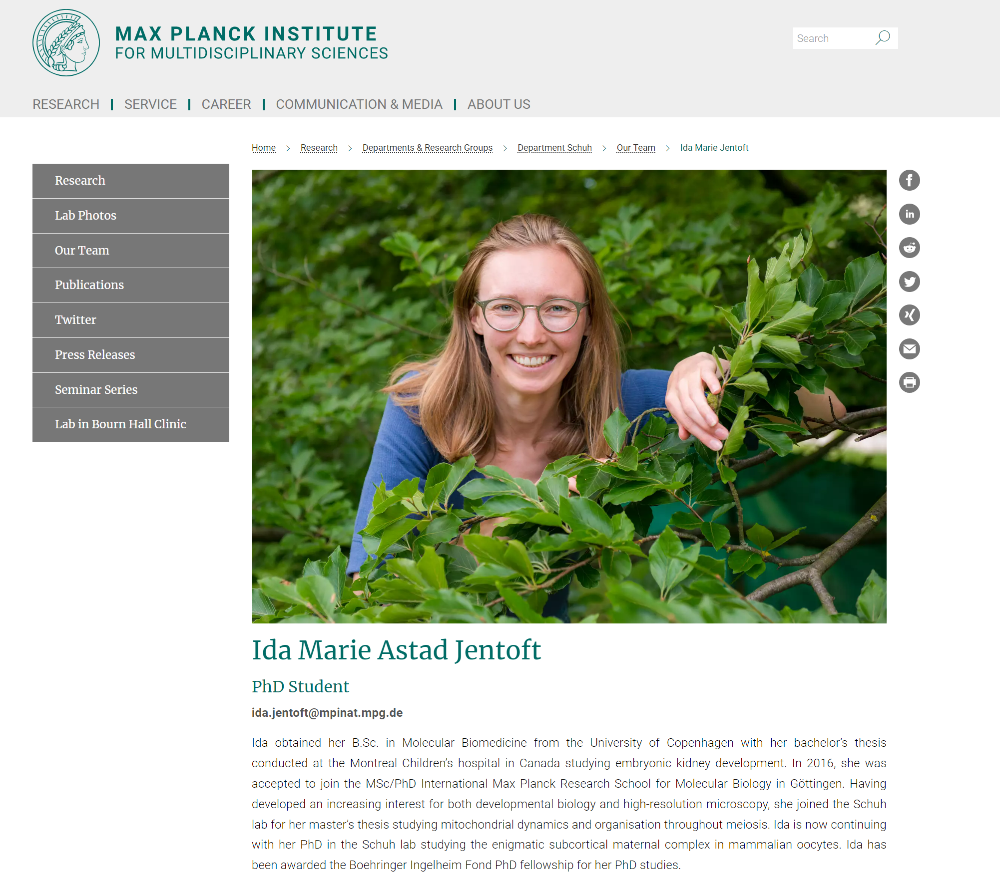 MAX PLANCK INSTITUTE
FOR MULTIDISCIPLINARY SCIENCES
Search
RESEARCH | SERVICE | CAREER | COMMUNICATION & MEDIA | ABOUT US
Home > Research > Departments & Research Groups > Department Schuh > Our Team > Ida Marie Jentoft
Research
Lab Photos
Our Team
Publications
Twitter
Press Releases
Seminar Series
Lab in Bourn Hall Clinic
Ida Marie Astad Jentoft
PhD Student
ida.jentoft@mpinat.mpg.de
Ida obtained her B.Sc. in Molecular Biomedicine from the University of Copenhagen with her bachelor’s thesis
conducted at the Montreal Children’s hospital in Canada studying embryonic kidney development. In 2016, she was
accepted to join the MSc/PhD International Max Planck Research School for Molecular Biology in Göttingen. Having
developed an increasing interest for both developmental biology and high-resolution microscopy, she joined the Schuh
lab for her master’s thesis studying mitochondrial dynamics and organisation throughout meiosis. Ida is now continuing
with her PhD in the Schuh lab studying the enigmatic subcortical maternal complex in mammalian oocytes. Ida has
been awarded the Boehringer Ingelheim Fond PhD fellowship for her PhD studies.